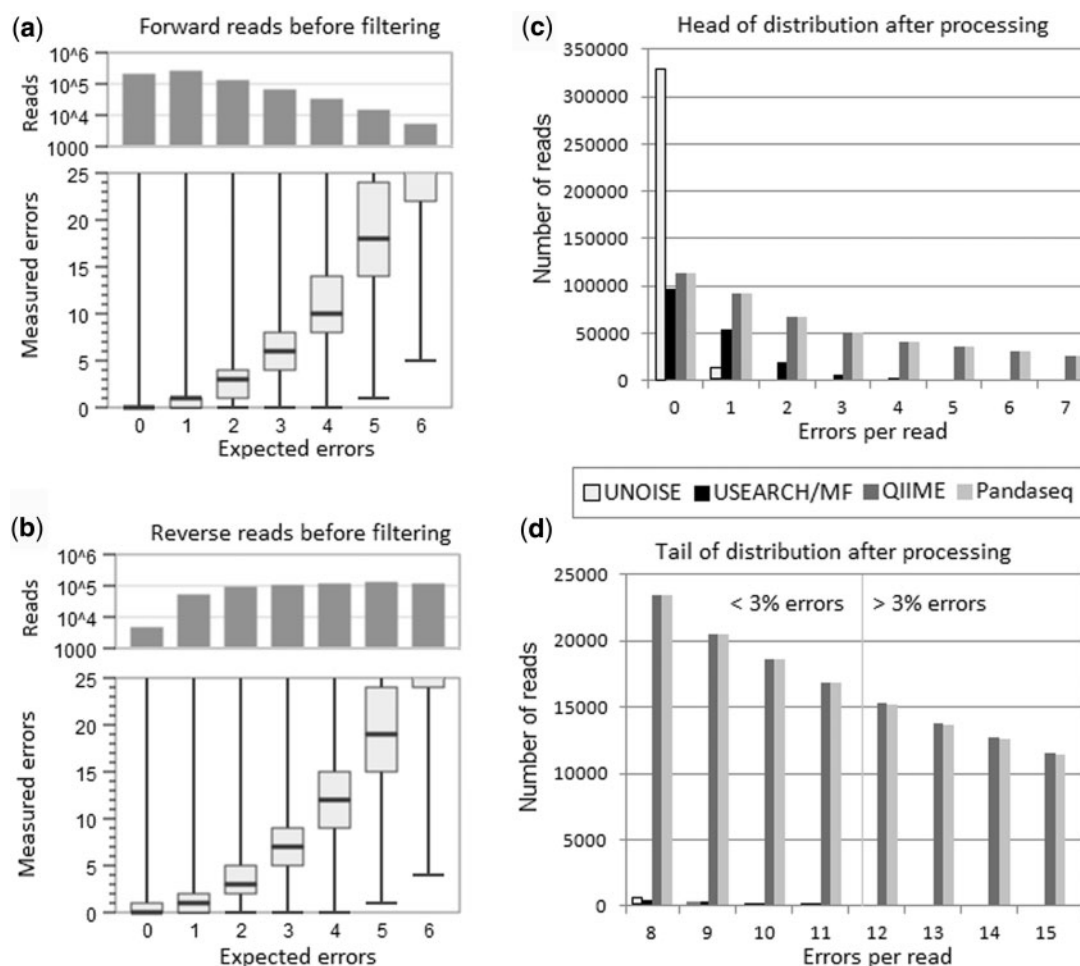 (a)
Forward reads before filtering
Reads
10^6
10^5
10^4
1000
Measured errors
25
20
15
10
5
0
0 1 2 3 4 5 6
Expected errors
(b)
Reverse reads before filtering
Reads
10^6
10^5
10^4
1000
Measured errors
25
20
15
10
5
0
0 1 2 3 4 5 6
Expected errors
(c)
Head of distribution after processing
Number of reads
350000
300000
250000
200000
150000
100000
50000
0
0 1 2 3 4 5 6 7
Errors per read
UNOISE USEARCH/MF QIIME Pandaseq
(d)
Tail of distribution after processing
Number of reads
25000
20000
15000
10000
5000
0
< 3% errors > 3% errors
8 9 10 11 12 13 14 15
Errors per read